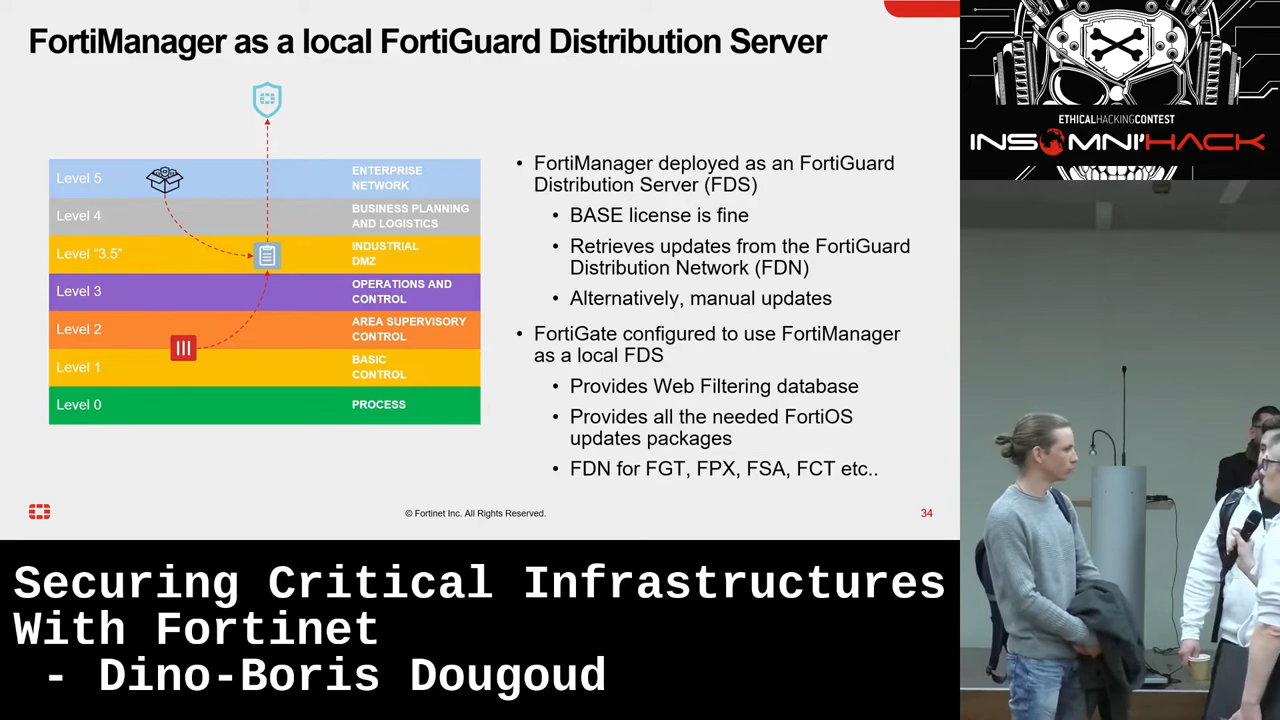 FortiManager as a local FortiGuard Distribution Server
Level 5
ENTERPRISE
NETWORK
Level 4
BUSINESS PLANNING
AND LOGISTICS
Level "3.5"
INDUSTRIAL
DMZ
Level 3
OPERATIONS AND
CONTROL
Level 2
AREA SUPERVISORY
CONTROL
Level 1
BASIC
CONTROL
Level 0
PROCESS
• FortiManager deployed as an FortiGuard
Distribution Server (FDS)
• BASE license is fine
• Retrieves updates from the FortiGuard
Distribution Network (FDN)
• Alternatively, manual updates
• FortiGate configured to use FortiManager
as a local FDS
• Provides Web Filtering database
• Provides all the needed FortiOS
updates packages
• FDN for FGT, FPX, FSA, FCT etc..
© Fortinet Inc. All Rights Reserved.
34
ETHICALHACKINGCONTEST
INSOMNI'HACK
Securing Critical Infrastructures
With Fortinet
- Dino-Boris Dougoud